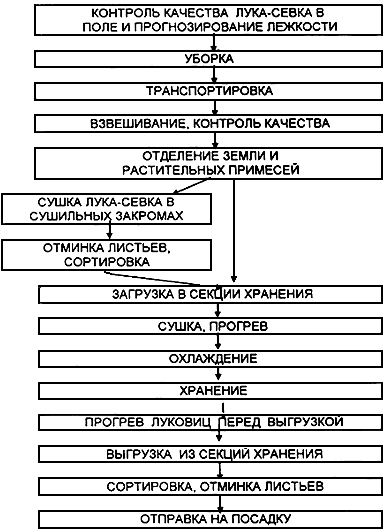 КОНТРОЛЬ КАЧЕСТВА ЛУКА-СЕВКА В
ПОЛЕ И ПРОГНОЗИРОВАНИЕ ЛЕЖКОСТИ
УБОРКА
ТРАНСПОРТИРОВКА
ВЗВЕШИВАНИЕ, КОНТРОЛЬ КАЧЕСТВА
ОТДЕЛЕНИЕ ЗЕМЛИ И
РАСТИТЕЛЬНЫХ ПРИМЕСЕЙ
СУШКА ЛУКА-СЕВКА В
СУШИЛЬНЫХ ЗАКРОМАХ
ОТМИНКА ЛИСТЬЕВ,
СОРТИРОВКА
ЗАГРУЗКА В СЕКЦИИ ХРАНЕНИЯ
СУШКА, ПРОГРЕВ
ОХЛАЖДЕНИЕ
ХРАНЕНИЕ
ПРОГРЕВ ЛУКОВИЦ ПЕРЕД ВЫГРУЗКОЙ
ВЫГРУЗКА ИЗ СЕКЦИЙ ХРАНЕНИЯ
СОРТИРОВКА, ОТМИНКА ЛИСТЬЕВ
ОТПРАВКА НА ПОСАДКУ